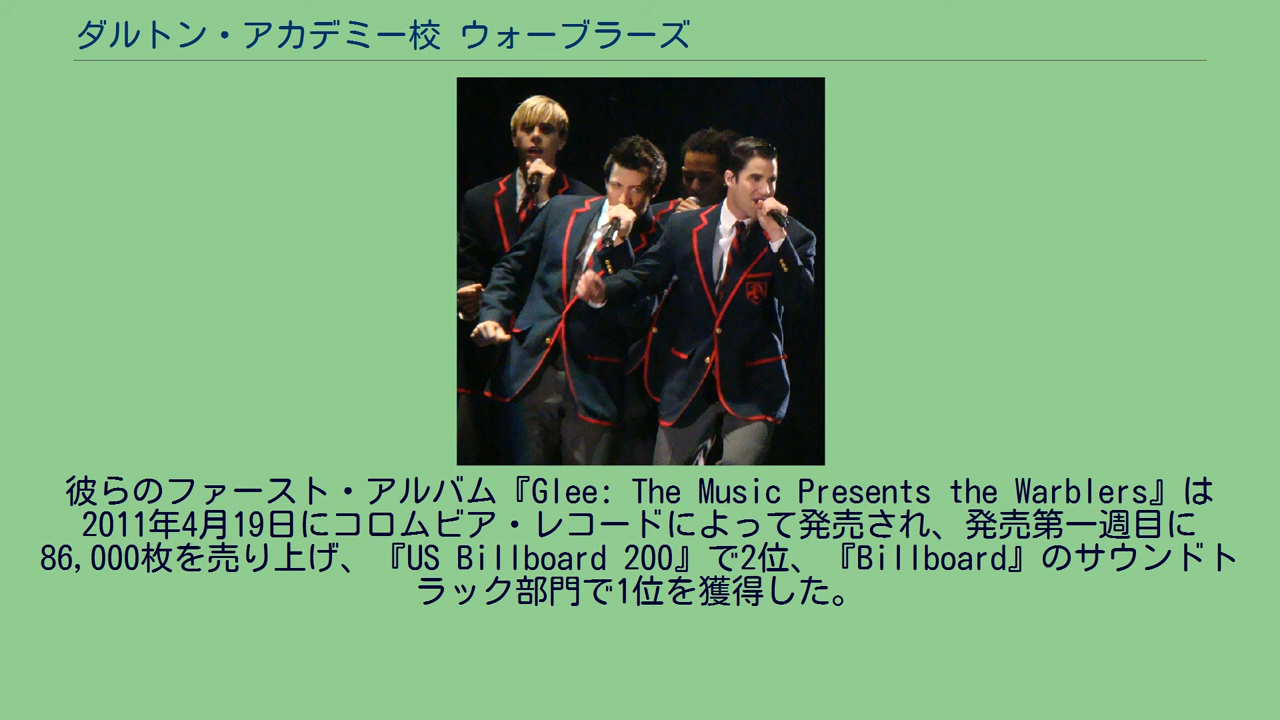 ダルトン・アカデミー校 ウォーブラーズ
彼らのファースト・アルバム『Glee: The Music Presents the Warblers』は
2011年4月19日にコロムビア・レコードによって発売され、発売第一週目に
86,000枚を売り上げ、『US Billboard 200』で2位、『Billboard』のサウンドト
ラック部門で1位を獲得した。